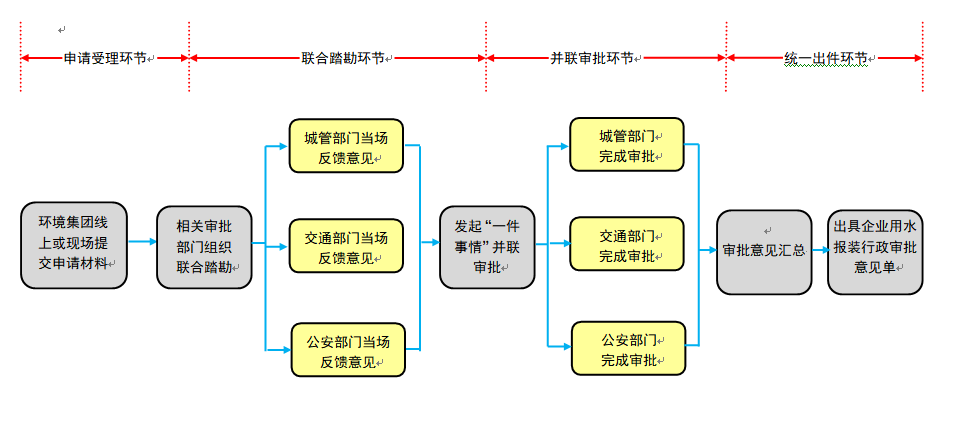 申请受理环节
联合踏勘环节
并联审批环节
统一出件环节
环境集团线
上或现场提
交申请材料
相关审批
部门组织
联合踏勘
城管部门当场
反馈意见
交通部门当场
反馈意见
公安部门当场
反馈意见
发起“一件
事情”并联
审批
城管部门
完成审批
交通部门
完成审批
公安部门
完成审批
审批意见汇总
出具企业用水
报装行政审批
意见单